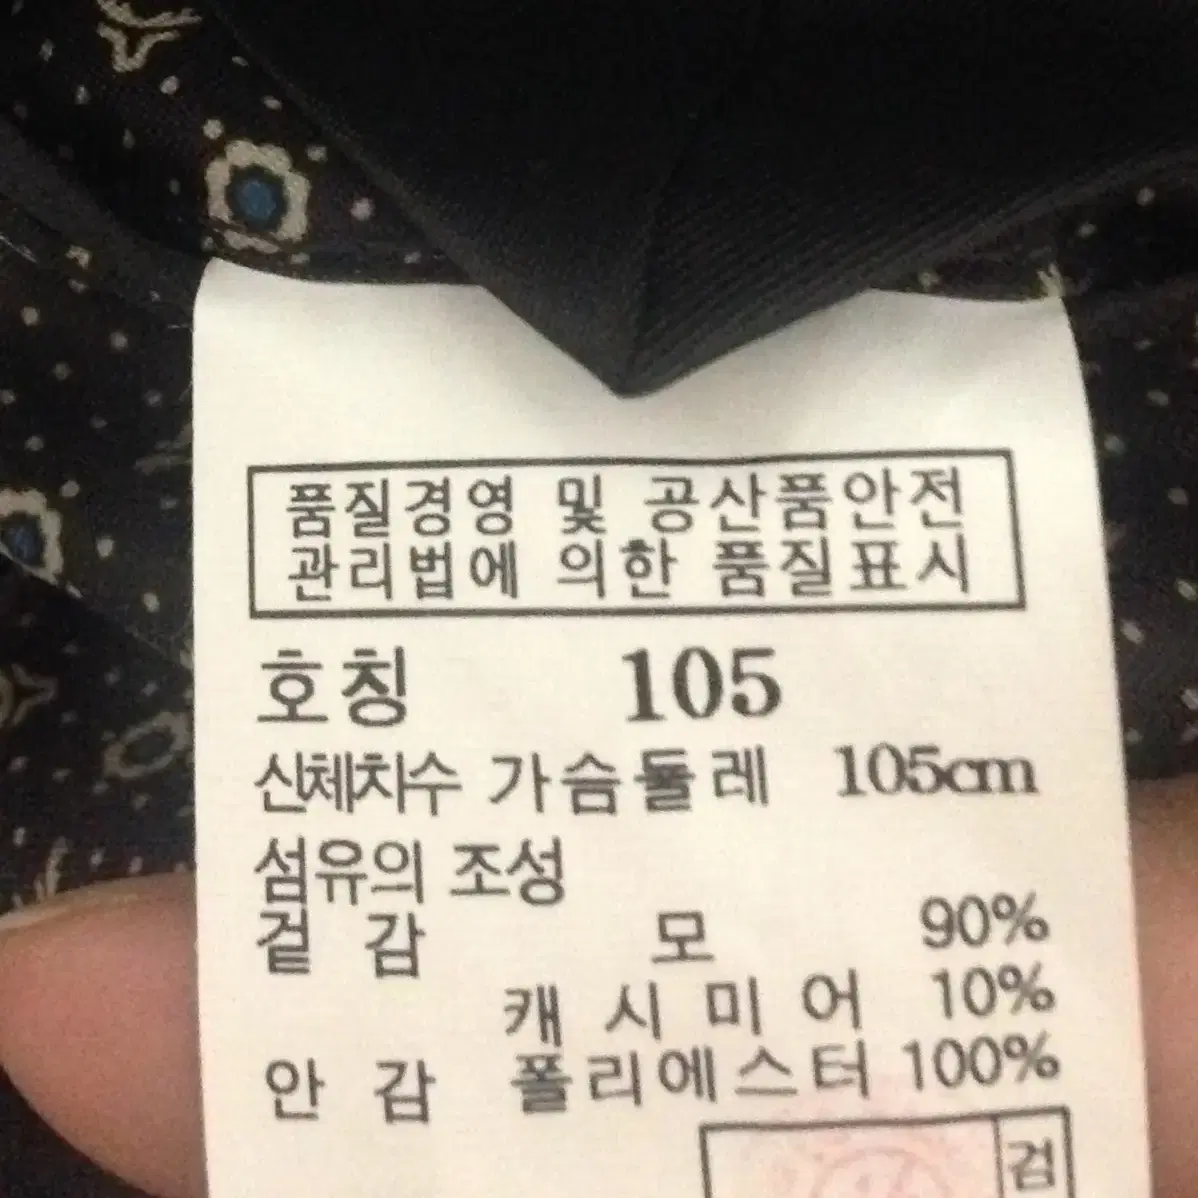 품질경영 및 공산품안전
관리법에 의한 품질표시
호칭 105
신체치수 가슴둘레 105cm
섬유의 조성
겉감 모 90%
캐시미어 10%
안감 폴리에스터 100%
검